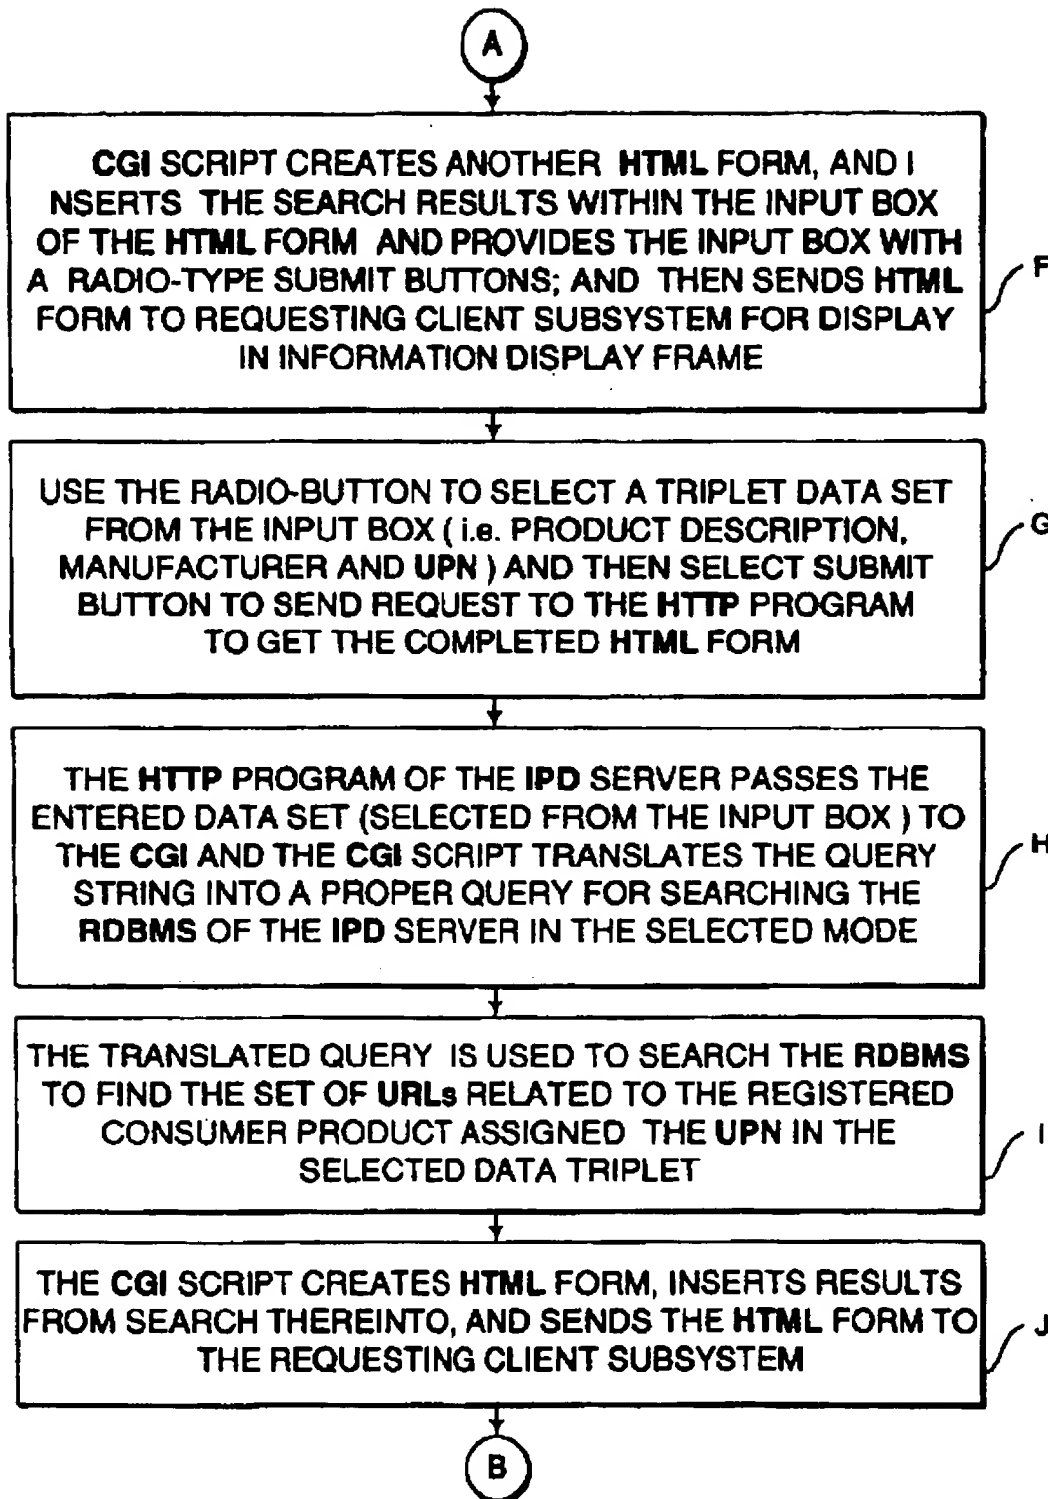 A
CGI SCRIPT CREATES ANOTHER HTML FORM, AND I
NSERTS THE SEARCH RESULTS WITHIN THE INPUT BOX
OF THE HTML FORM AND PROVIDES THE INPUT BOX WITH
A RADIO-TYPE SUBMIT BUTTONS; AND THEN SENDS HTML
FORM TO REQUESTING CLIENT SUBSYSTEM FOR DISPLAY
IN INFORMATION DISPLAY FRAME
F
USE THE RADIO-BUTTON TO SELECT A TRIPLET DATA SET
FROM THE INPUT BOX ( i.e. PRODUCT DESCRIPTION,
MANUFACTURER AND UPN ) AND THEN SELECT SUBMIT
BUTTON TO SEND REQUEST TO THE HTTP PROGRAM
TO GET THE COMPLETED HTML FORM
G
THE HTTP PROGRAM OF THE IPD SERVER PASSES THE
ENTERED DATA SET (SELECTED FROM THE INPUT BOX ) TO
THE CGI AND THE CGI SCRIPT TRANSLATES THE QUERY
STRING INTO A PROPER QUERY FOR SEARCHING THE
RDBMS OF THE IPD SERVER IN THE SELECTED MODE
H
THE TRANSLATED QUERY IS USED TO SEARCH THE RDBMS
TO FIND THE SET OF URLs RELATED TO THE REGISTERED
CONSUMER PRODUCT ASSIGNED THE UPN IN THE
SELECTED DATA TRIPLET
I
THE CGI SCRIPT CREATES HTML FORM, INSERTS RESULTS
FROM SEARCH THEREINTO, AND SENDS THE HTML FORM TO
THE REQUESTING CLIENT SUBSYSTEM
J
B